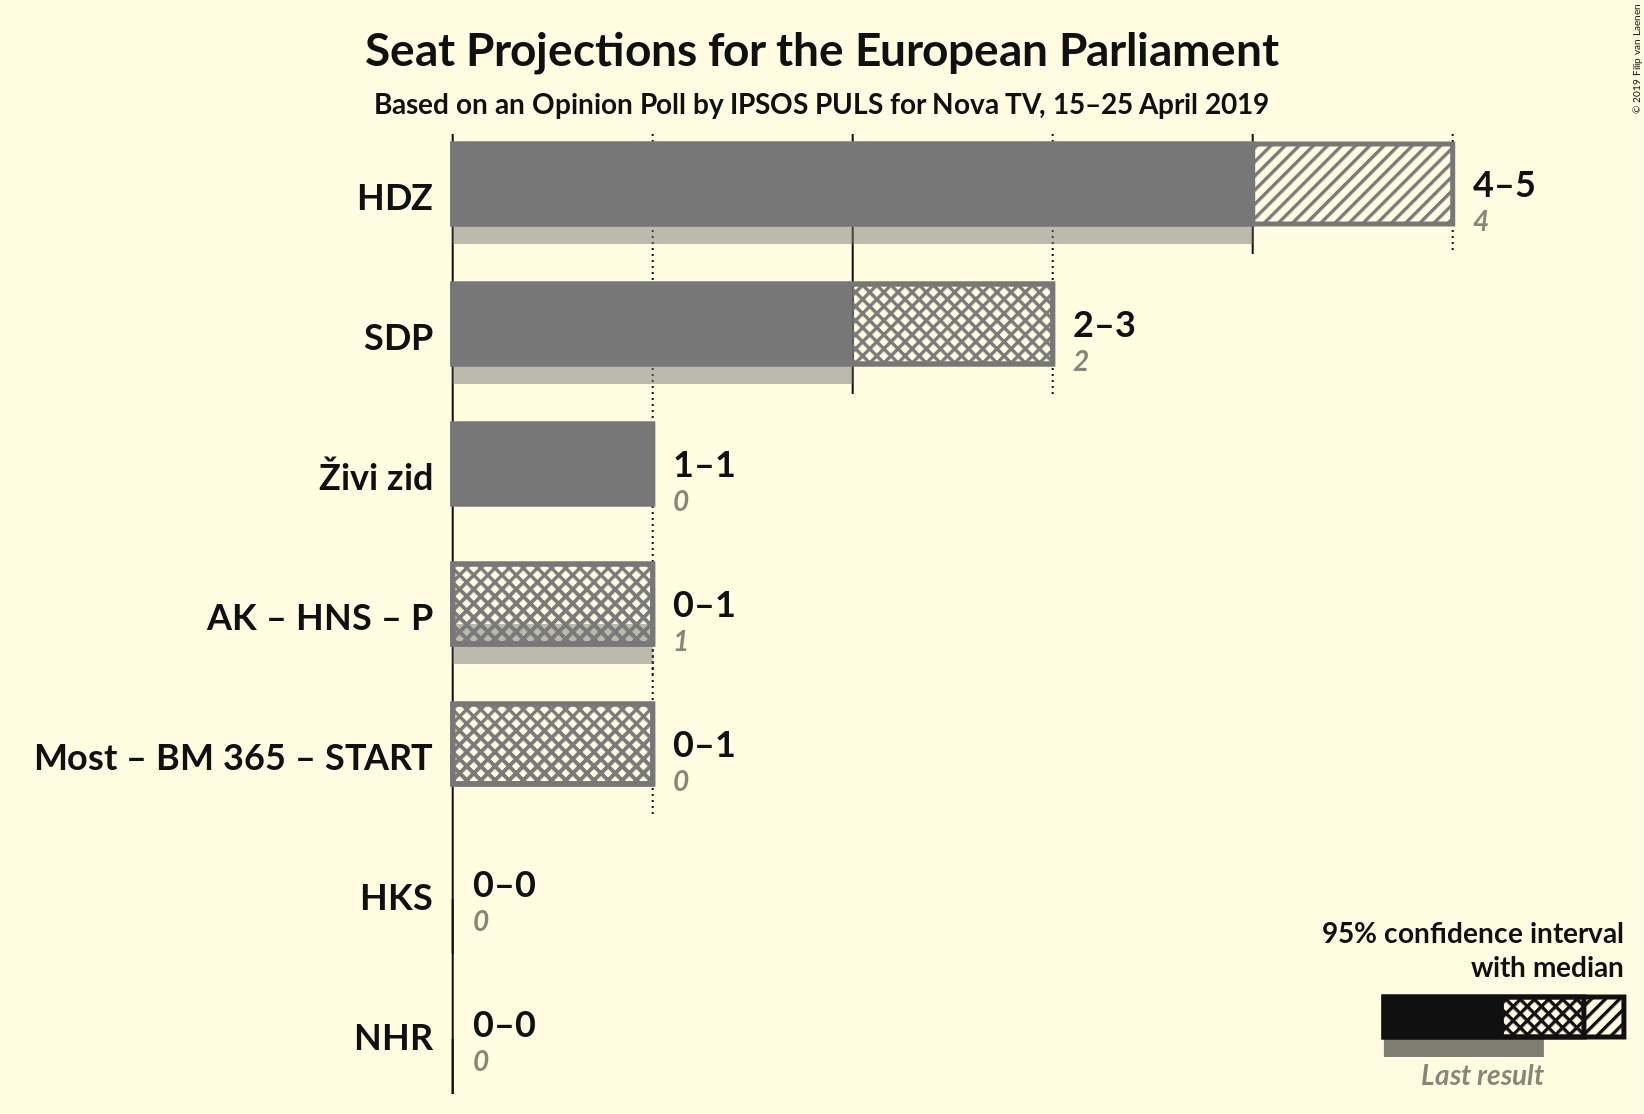 Seat Projections for the European Parliament
Based on an Opinion Poll by IPSOS PULS for Nova TV, 15–25 April 2019
© 2019 Filip van Laenen
HDZ
4–5
4
SDP
2–3
2
Živi zid
1–1
0
AK – HNS – P
0–1
1
Most – BM 365 – START
0–1
0
HKS
0–0
0
NHR
0–0
0
95% confidence interval
with median
Last result